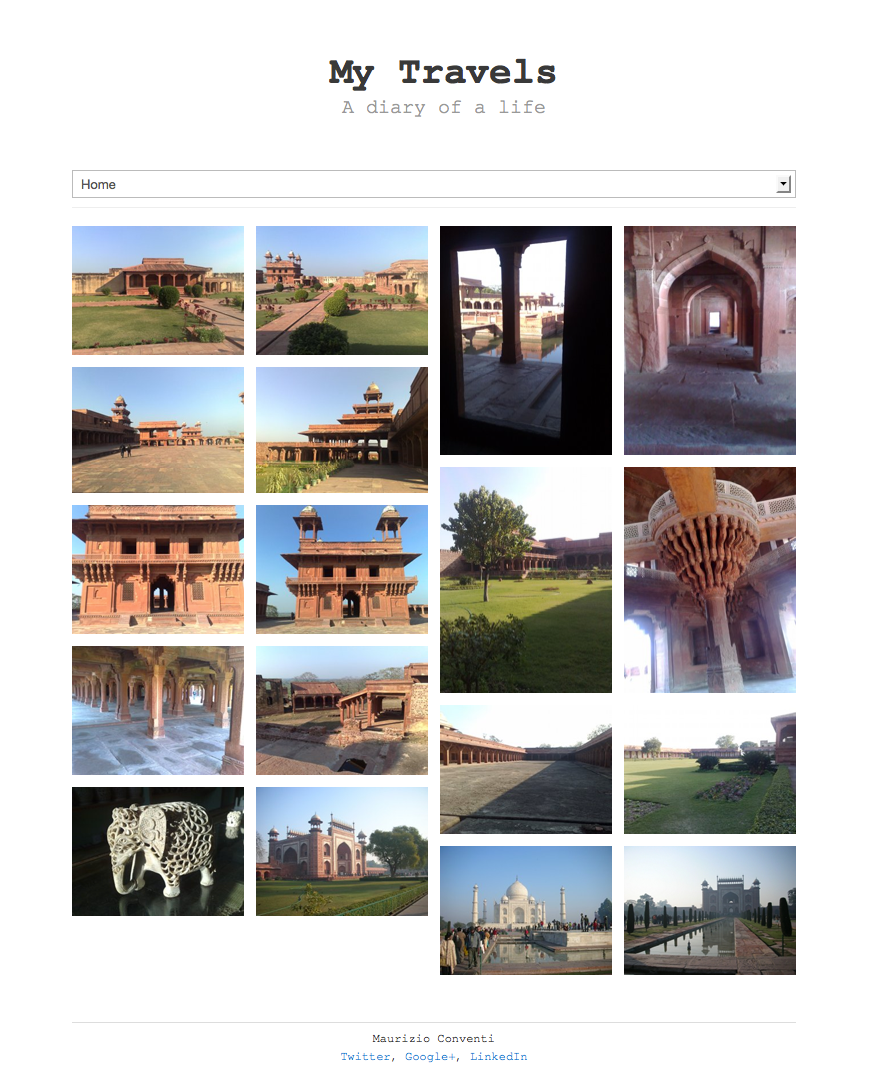 My Travels
A diary of a life
Home
Maurizio Conventi
Twitter, Google+, LinkedIn